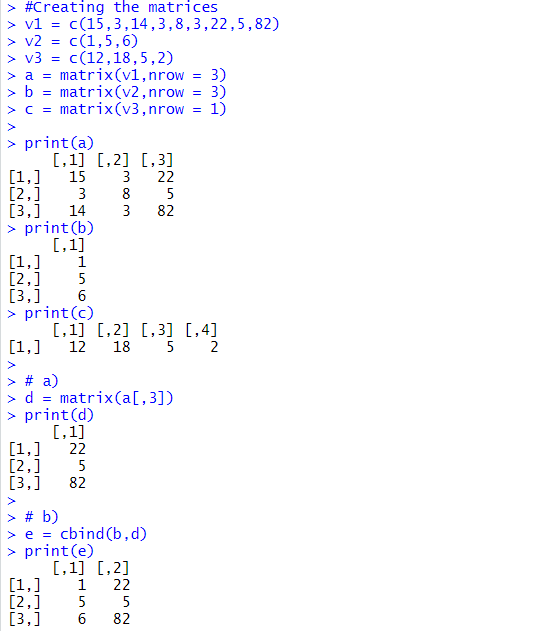 > #Creating the matrices
> v1 = c(15,3,14,3,8,3,22,5,82)
> v2 = c(1,5,6)
> v3 = c(12,18,5,2)
> a = matrix(v1,nrow = 3)
> b = matrix(v2,nrow = 3)
> c = matrix(v3,nrow = 1)
>
> print(a)
     [,1] [,2] [,3]
[1,]   15    3   22
[2,]    3    8    5
[3,]   14    3   82
> print(b)
     [,1]
[1,]    1
[2,]    5
[3,]    6
> print(c)
     [,1] [,2] [,3] [,4]
[1,]   12   18    5    2
>
> # a)
> d = matrix(a[,3])
> print(d)
     [,1]
[1,]   22
[2,]    5
[3,]   82
>
> # b)
> e = cbind(b,d)
> print(e)
     [,1] [,2]
[1,]    1   22
[2,]    5    5
[3,]    6   82